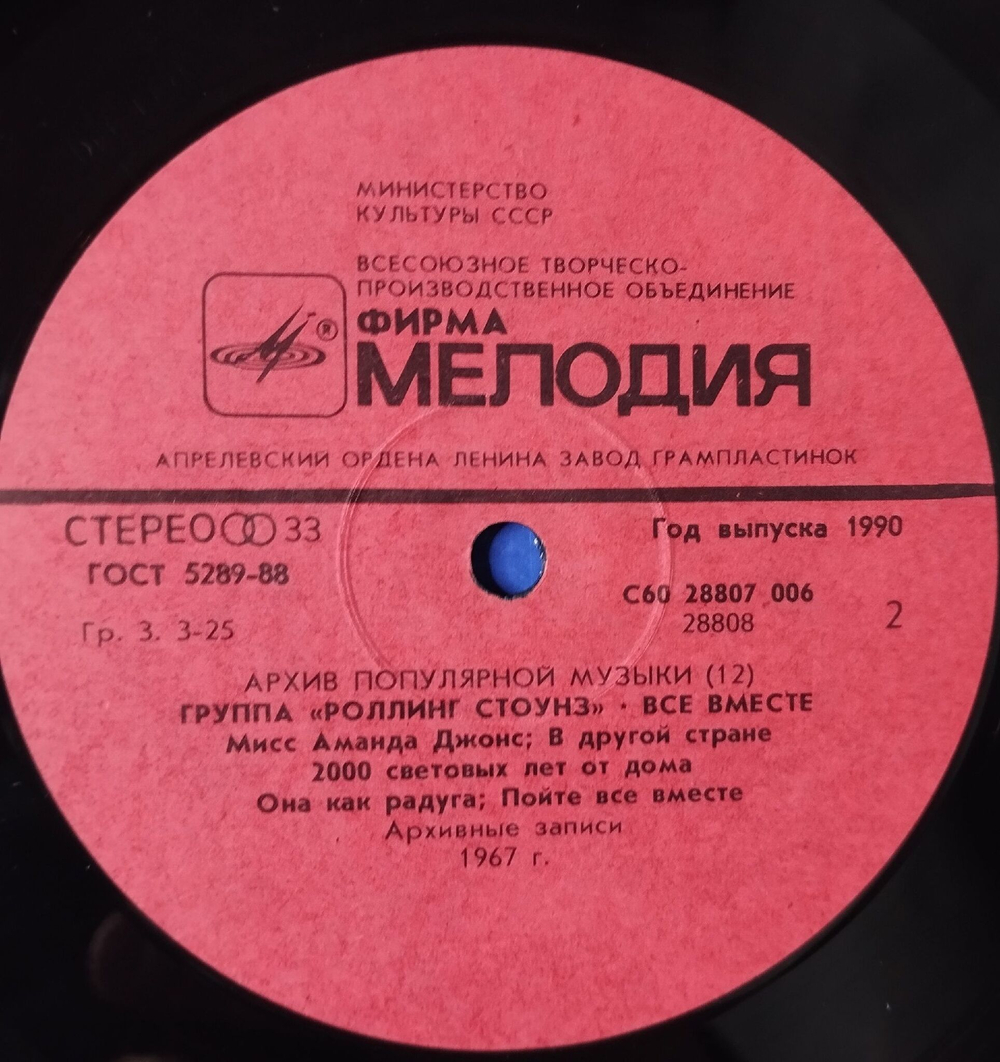 МИНИСТЕРСТВО
КУЛЬТУРЫ СССР
ВСЕСОЮЗНОЕ ТВОРЧЕСКО-
ПРОИЗВОДСТВЕННОЕ ОБЪЕДИНЕНИЕ
®
ФИРМА
МЕЛОДИЯ
АПРЕЛЕВСКИЙ ОРДЕНА ЛЕНИНА ЗАВОД ГРАМПЛАСТИНОК
СТЕРЕО 33
Год выпуска 1990
ГОСТ 5289-88
С60 28807 006
28808
2
Гр. 3. 3-25
АРХИВ ПОПУЛЯРНОЙ МУЗЫКИ (12)
ГРУППА «РОЛЛИНГ СТОУНЗ» · ВСЕ ВМЕСТЕ
Мисс Аманда Джонс; В другой стране
2000 световых лет от дома
Она как радуга; Пойте все вместе
Архивные записи
1967 г.